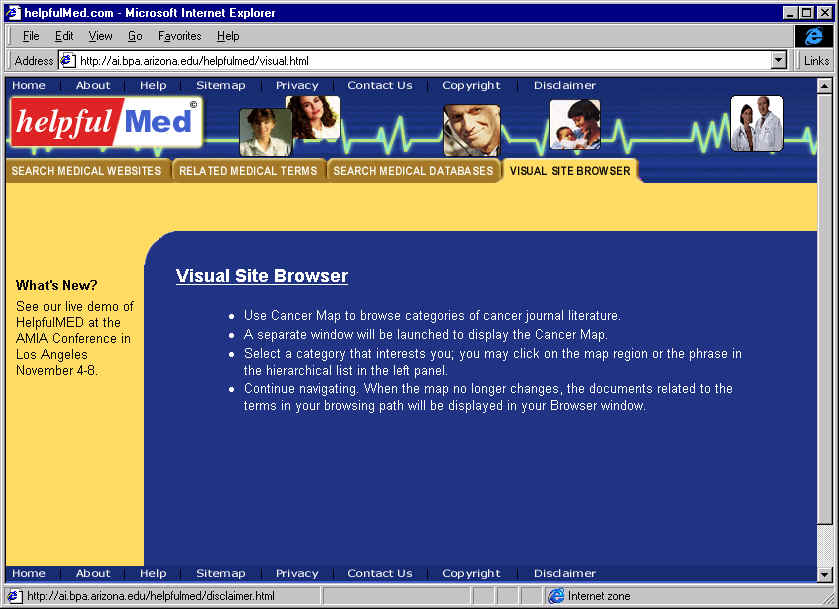 helpfulMed.com - Microsoft Internet Explorer
File Edit View Go Favorites Help
Address http://ai.bpa.arizona.edu/helpfulmed/visual.html Links
Home About Help Sitemap Privacy Contact Us Copyright Disclaimer
helpful Med ©
SEARCH MEDICAL WEBSITES RELATED MEDICAL TERMS SEARCH MEDICAL DATABASES VISUAL SITE BROWSER
Visual Site Browser
What's New?
See our live demo of
HelpfulMED at the
AMIA Conference in
Los Angeles
November 4-8.
• Use Cancer Map to browse categories of cancer journal literature.
• A separate window will be launched to display the Cancer Map.
• Select a category that interests you; you may click on the map region or the phrase in
the hierarchical list in the left panel.
• Continue navigating. When the map no longer changes, the documents related to the
terms in your browsing path will be displayed in your Browser window.
Home About Help Sitemap Privacy Contact Us Copyright Disclaimer
http://ai.bpa.arizona.edu/helpfulmed/disclaimer.html Internet zone